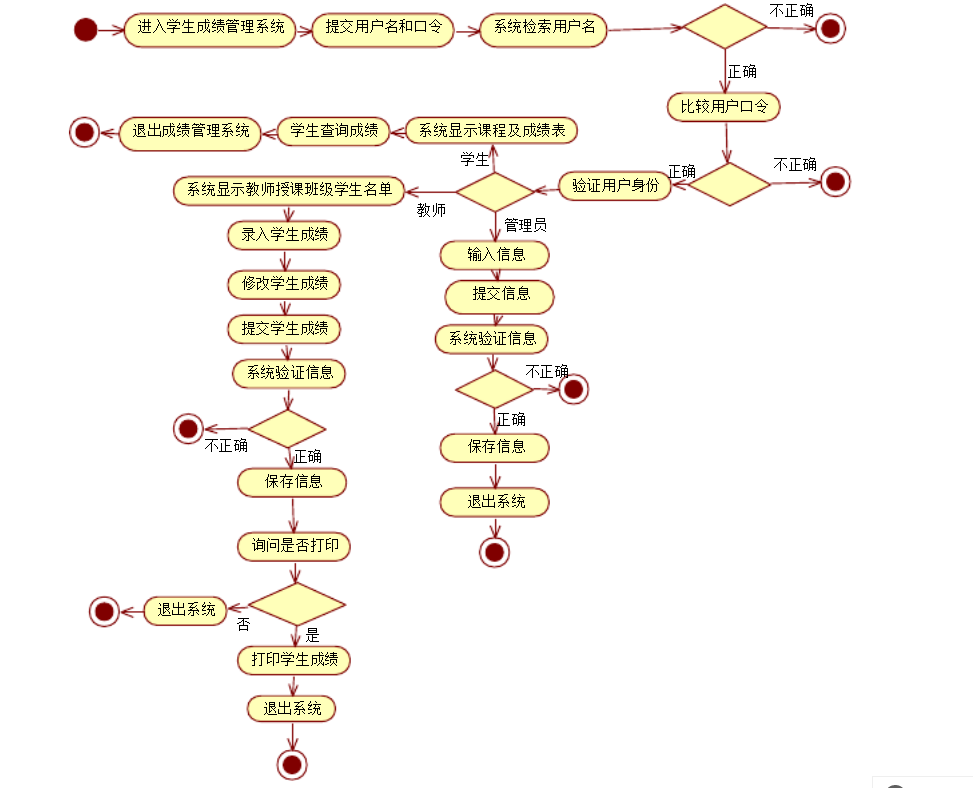 进入学生成绩管理系统
提交用户名和口令
系统检索用户名
不正确
正确
比较用户口令
不正确
正确
验证用户身份
学生
系统显示课程及成绩表
学生查询成绩
退出成绩管理系统
教师
系统显示教师授课班级学生名单
录入学生成绩
修改学生成绩
提交学生成绩
系统验证信息
不正确
正确
保存信息
询问是否打印
否
退出系统
是
打印学生成绩
退出系统
管理员
输入信息
提交信息
系统验证信息
不正确
正确
保存信息
退出系统